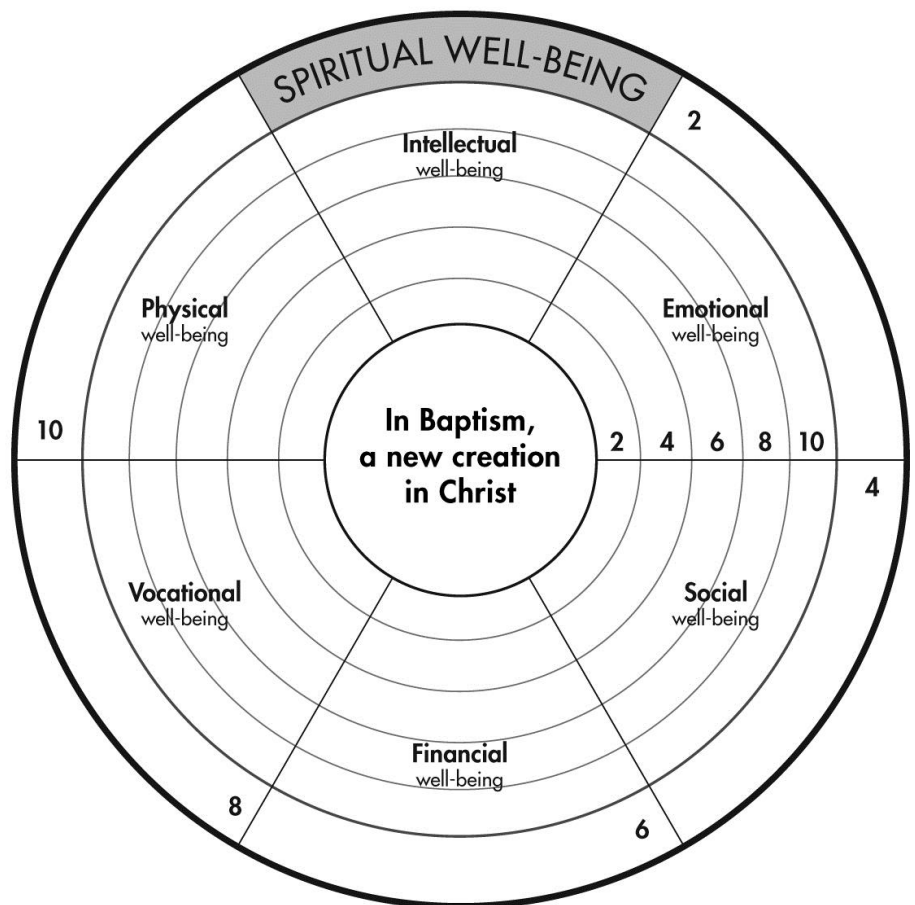 SPIRITUAL WELL-BEING
2
Intellectual
well-being
Physical
well-being
Emotional
well-being
10
In Baptism,
a new creation
in Christ
2 4 6 8 10
4
Vocational
well-being
Social
well-being
Financial
well-being
8
6